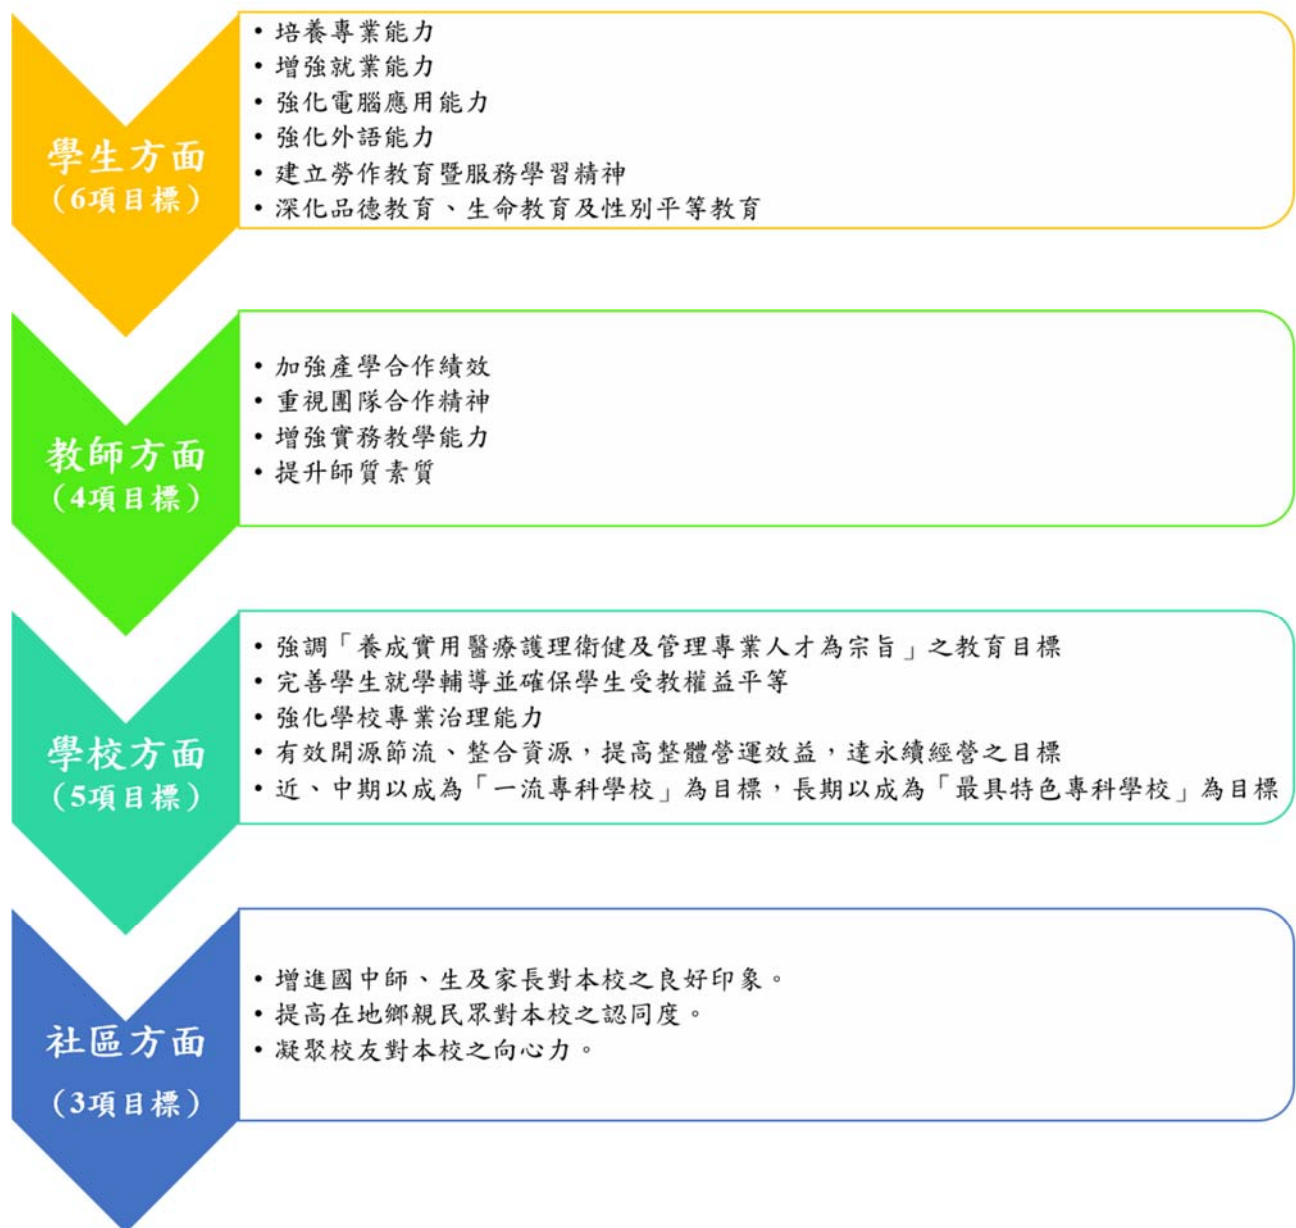 學生方面
（6項目標）
• 培養專業能力
• 增強就業能力
• 強化電腦應用能力
• 強化外語能力
• 建立勞作教育暨服務學習精神
• 深化品德教育、生命教育及性別平等教育
教師方面
（4項目標）
• 加強產學合作績效
• 重視團隊合作精神
• 增強實務教學能力
• 提升師質素質
學校方面
（5項目標）
• 強調「養成實用醫療護理衛健及管理專業人才為宗旨」之教育目標
• 完善學生就學輔導並確保學生受教權益平等
• 強化學校專業治理能力
• 有效開源節流、整合資源，提高整體營運效益，達永續經營之目標
• 近、中期以成為「一流專科學校」為目標，長期以成為「最具特色專科學校」為目標
社區方面
（3項目標）
• 增進國中師、生及家長對本校之良好印象。
• 提高在地鄉親民眾對本校之認同度。
• 凝聚校友對本校之向心力。